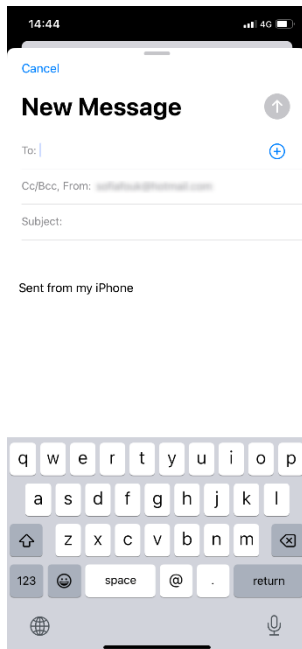 14:44
4G
Cancel
New Message
To:
Cc/Bcc, From:
Subject:
Sent from my iPhone
q w e r t y u i o p
a s d f g h j k l
z x c v b n m
123 space @ . return